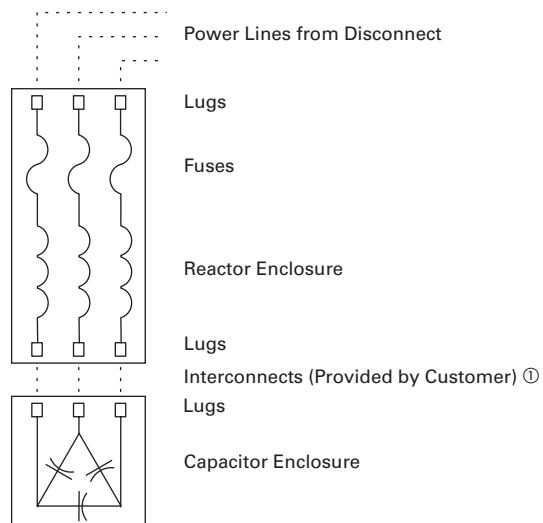 Power Lines from Disconnect
Lugs
Fuses
Reactor Enclosure
Lugs
Interconnects (Provided by Customer) ①
Lugs
Capacitor Enclosure